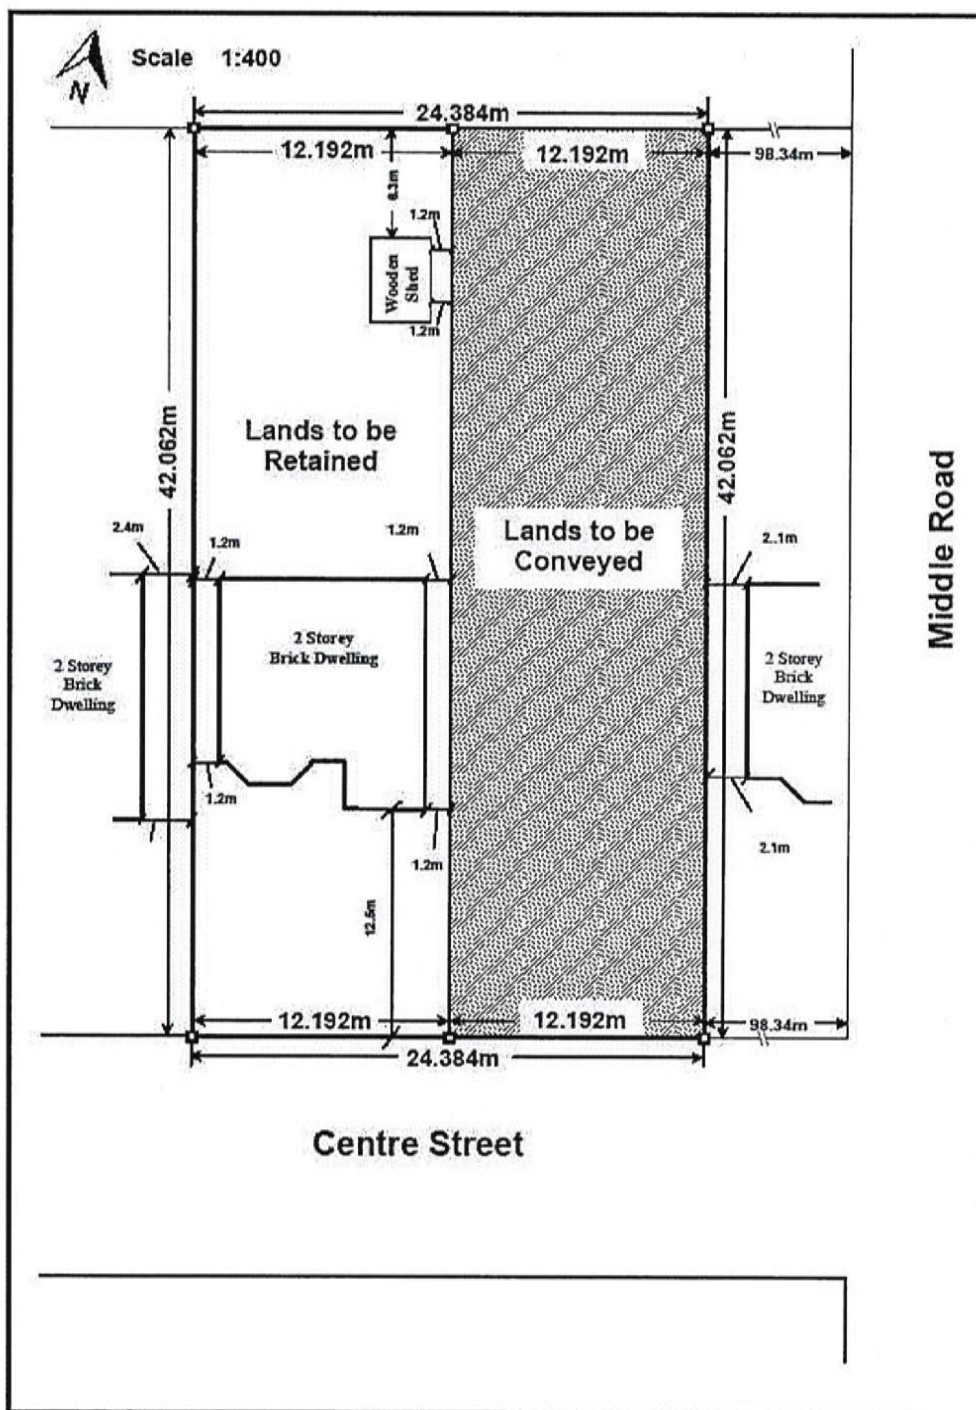 Scale 1:400
N
24.384m
12.192m
12.192m
98.34m
6.3m
1.2m
Wooden
Shed
1.2m
42.062m
42.062m
Lands to be
Retained
Lands to be
Conveyed
Middle Road
2.4m
1.2m
1.2m
2..1m
2 Storey
Brick
Dwelling
2 Storey
Brick Dwelling
2 Storey
Brick
Dwelling
1.2m
1.2m
2.1m
12.5m
12.192m
12.192m
98.34m
24.384m
Centre Street